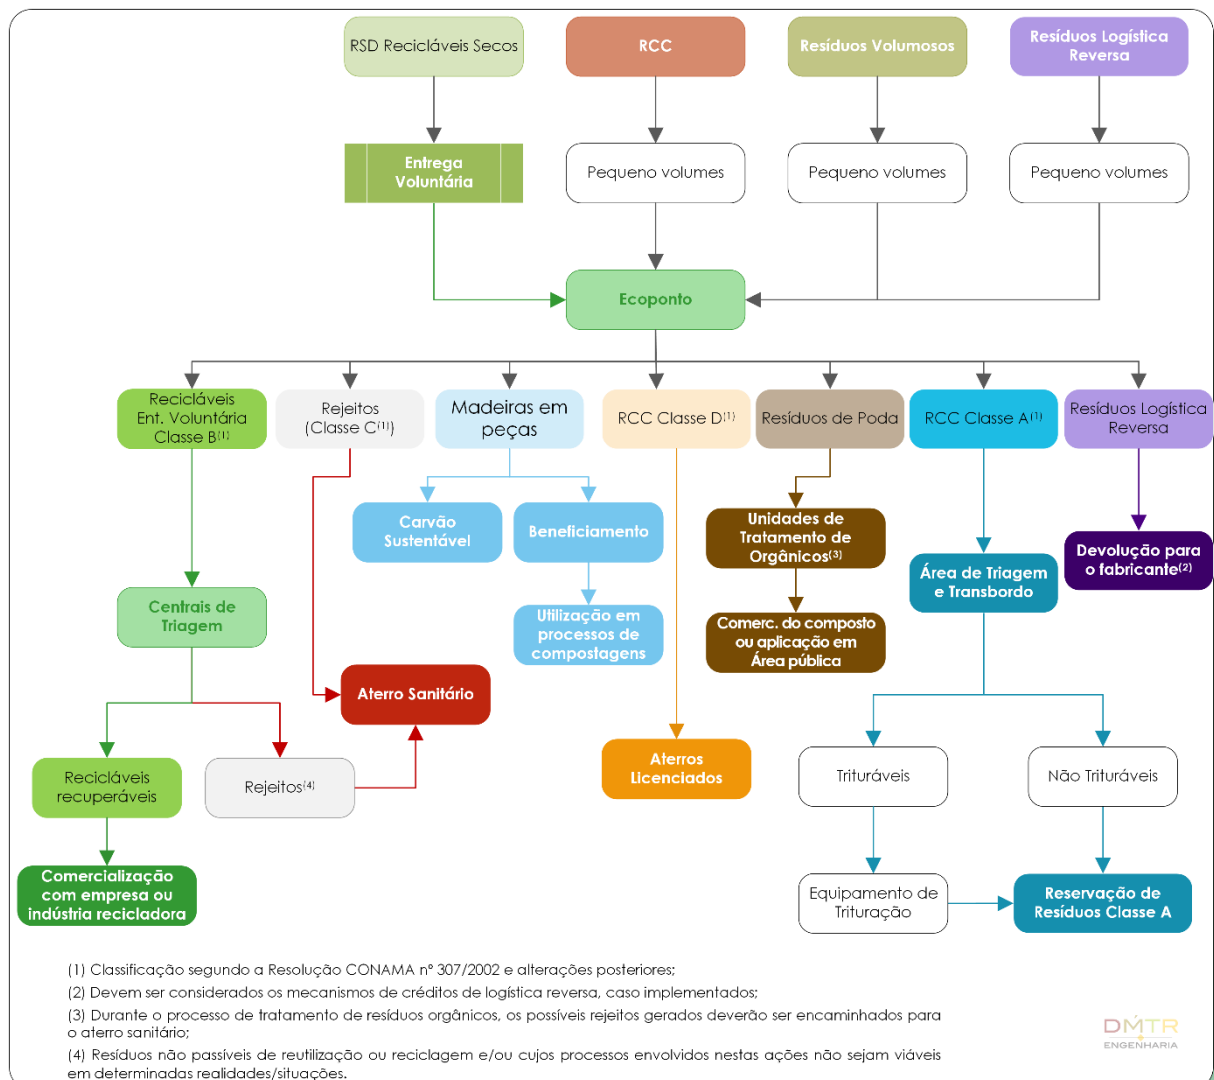 RSD Recicláveis Secos
RCC
Resíduos Volumosos
Resíduos Logística
Reversa
Entrega
Voluntária
Pequeno volumes
Pequeno volumes
Pequeno volumes
Ecoponto
Recicláveis
Ent. Voluntária
Classe B(1)
Rejeitos
(Classe C(1))
Madeiras em
peças
RCC Classe D(1)
Resíduos de Poda
RCC Classe A(1)
Resíduos Logística
Reversa
Carvão
Sustentável
Beneficiamento
Unidades de
Tratamento de
Orgânicos(3)
Área de Triagem
e Transbordo
Devolução para
o fabricante(2)
Centrais de
Triagem
Utilização em
processos de
compostagens
Comerc. do composto
ou aplicação em
Área pública
Aterro Sanitário
Recicláveis
recuperáveis
Rejeitos(4)
Aterros
Licenciados
Trituráveis
Não Trituráveis
Comercialização
com empresa ou
indústria recicladora
Equipamento de
Trituração
Reservação de
Resíduos Classe A
(1) Classificação segundo a Resolução CONAMA nº 307/2002 e alterações posteriores;
(2) Devem ser considerados os mecanismos de créditos de logística reversa, caso implementados;
(3) Durante o processo de tratamento de resíduos orgânicos, os possíveis rejeitos gerados deverão ser encaminhados para
o aterro sanitário;
(4) Resíduos não passíveis de reutilização ou reciclagem e/ou cujos processos envolvidos nestas ações não sejam viáveis
em determinadas realidades/situações.
DMTR
ENGENHARIA